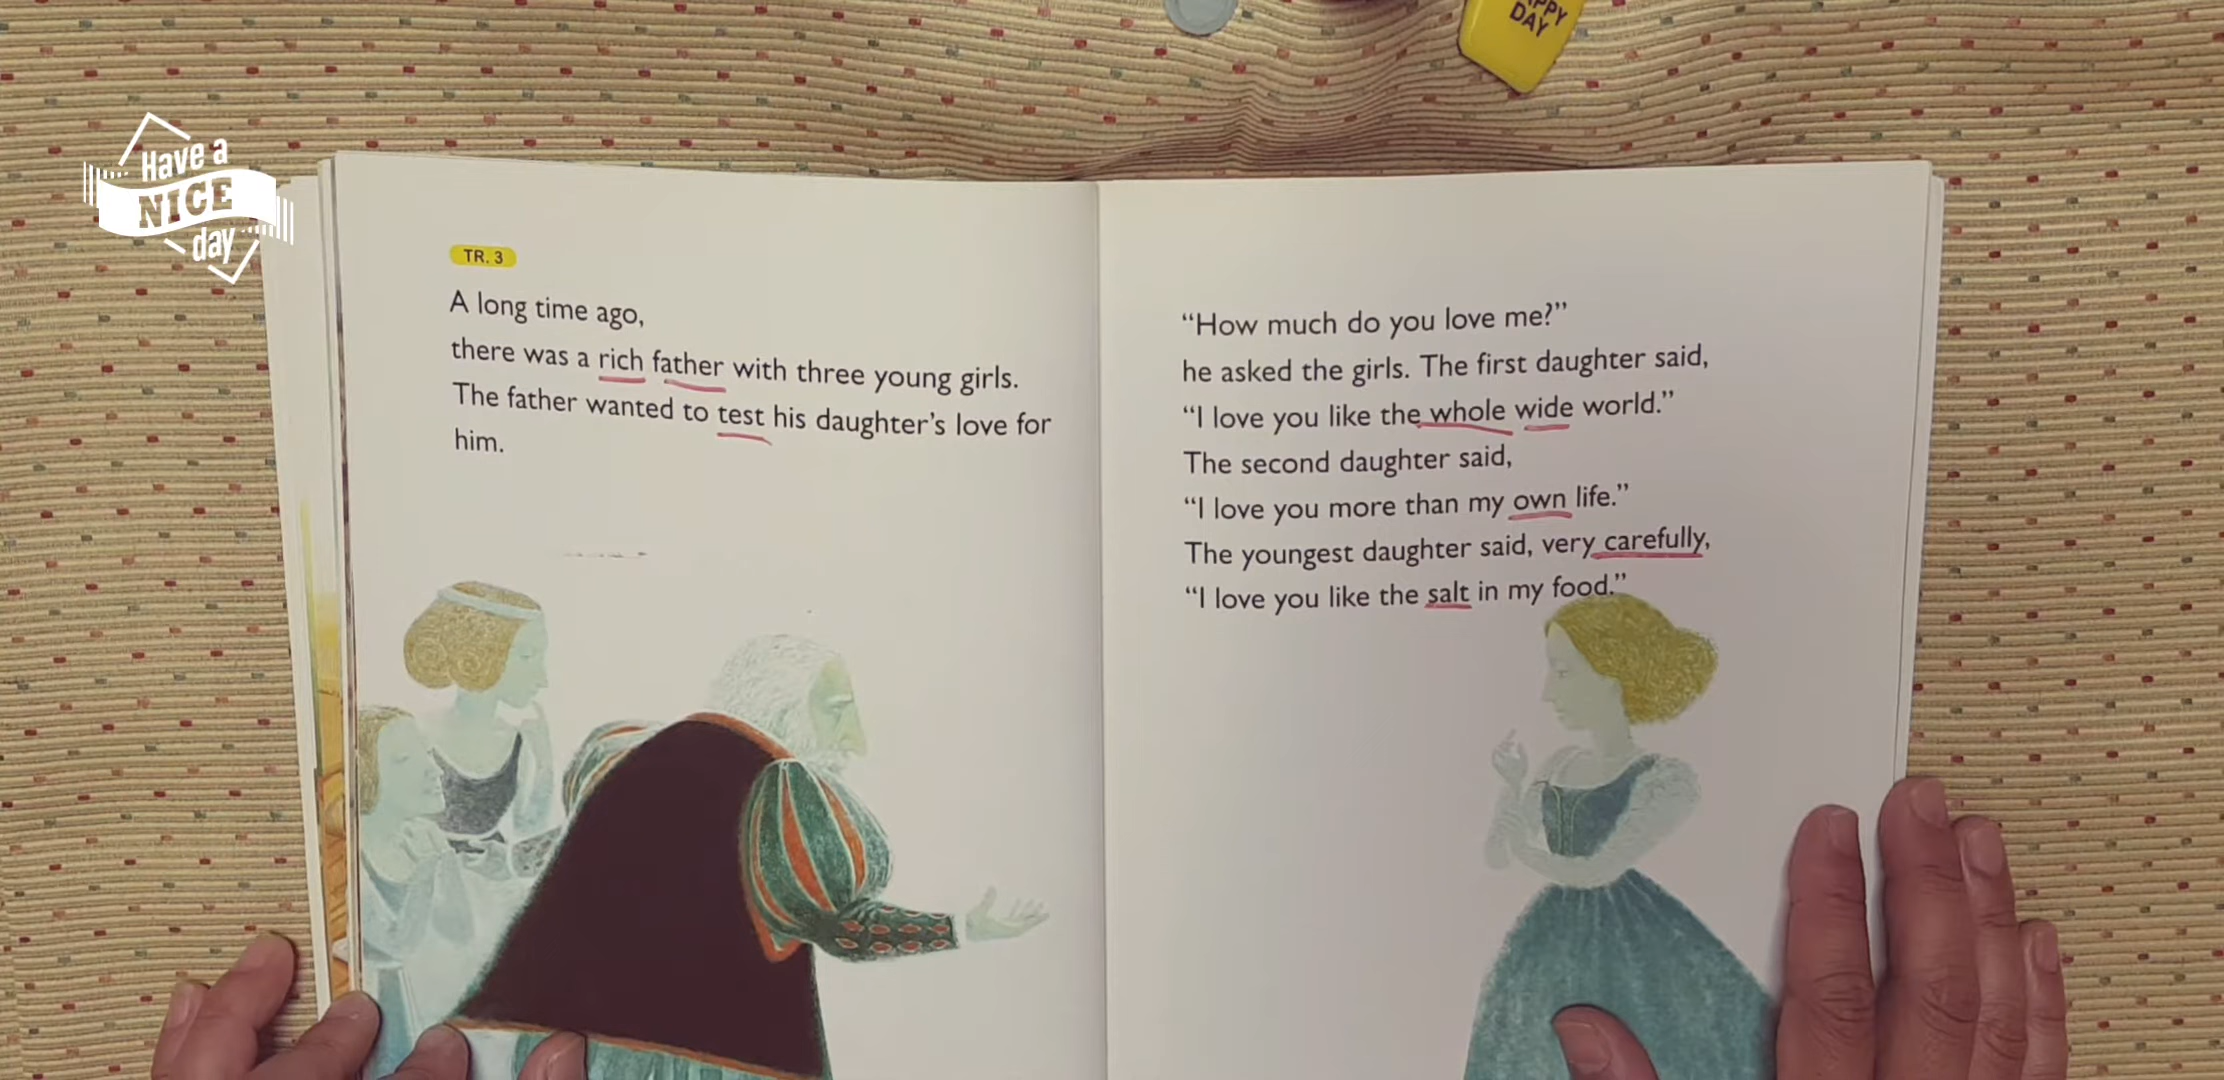 PPY
DAY
Have a
NICE
day
TR. 3
A long time ago,
there was a rich father with three young girls.
The father wanted to test his daughter's love for
him.
“How much do you love me?”
he asked the girls. The first daughter said,
“I love you like the whole wide world.”
The second daughter said,
“I love you more than my own life.”
The youngest daughter said, very carefully,
“I love you like the salt in my food.”